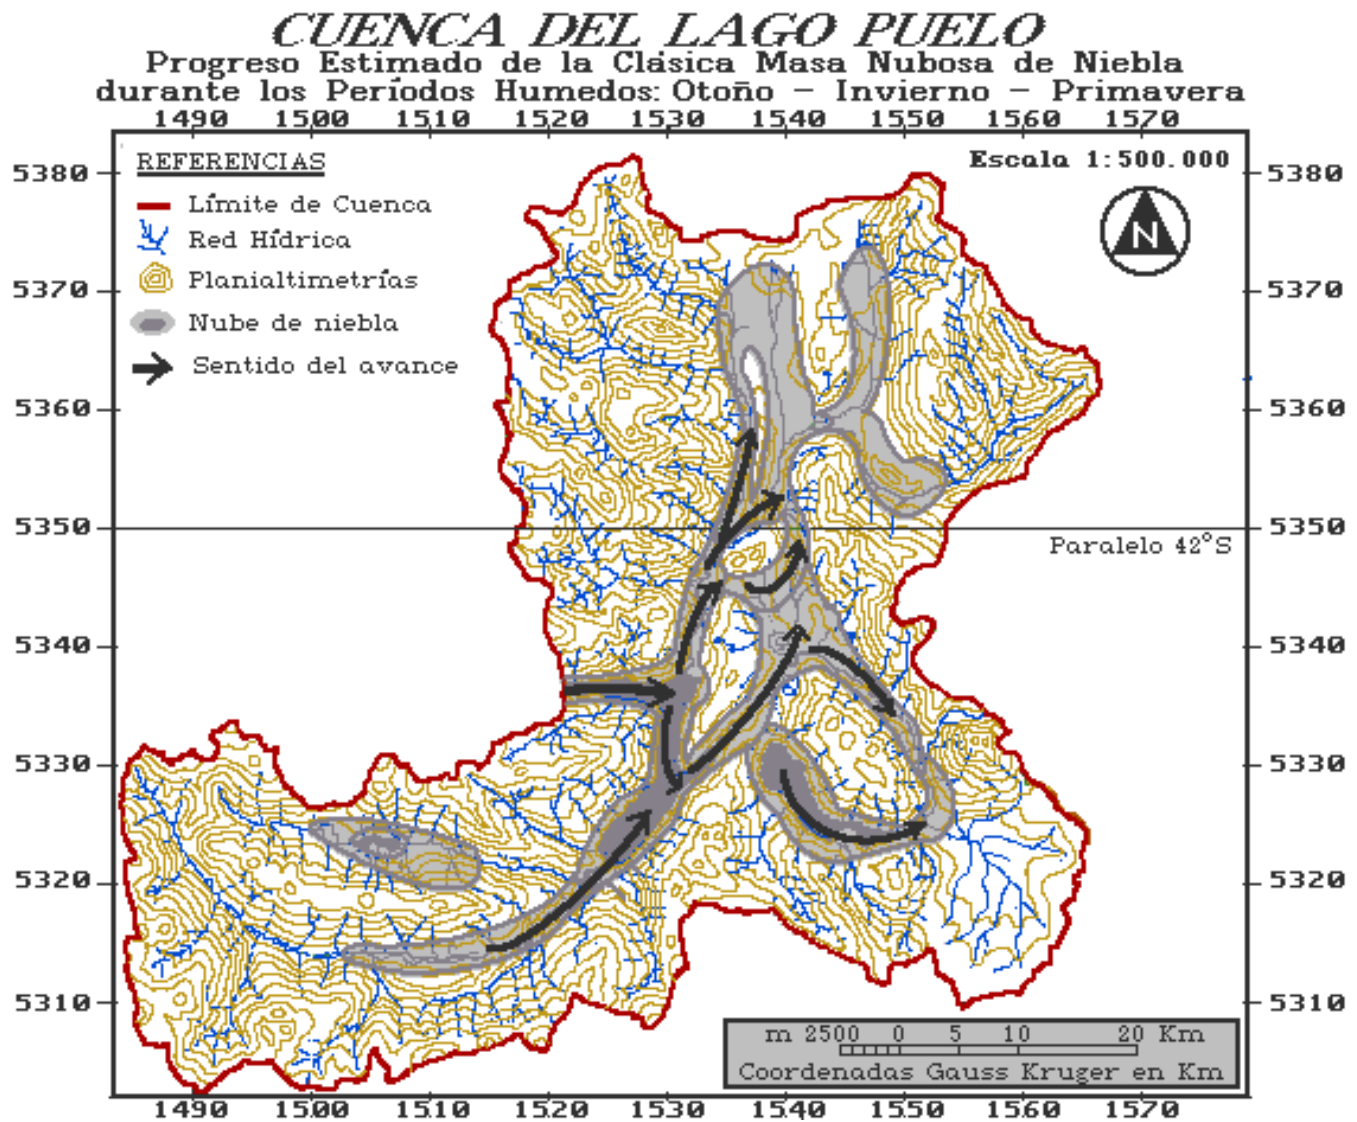 CUENCA DEL LAGO PUELO
Progreso Estimado de la Clásica Masa Nubosa de Niebla
durante los Períodos Humedos: Otoño - Invierno - Primavera
1490 1500 1510 1520 1530 1540 1550 1560 1570
REFERENCIAS
Escala 1:500.000
5380 5380
Límite de Cuenca
Red Hídrica
N
Planialtimetrías
5370 5370
Nube de niebla
Sentido del avance
5360 5360
5350 5350
Paralelo 42°S
5340 5340
5330 5330
5320 5320
5310 5310
m 2500 0 5 10 20 Km
Coordenadas Gauss Kruger en Km
1490 1500 1510 1520 1530 1540 1550 1560 1570